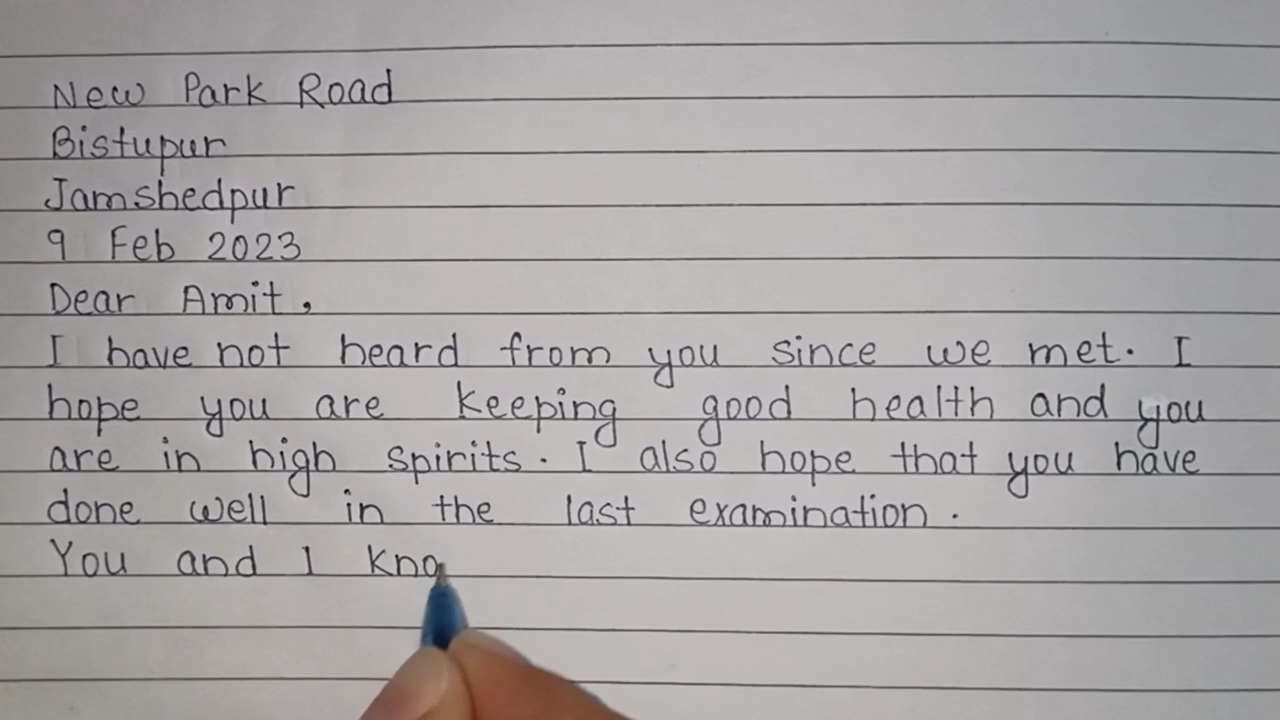 New Park Road
Bistupur
Jamshedpur
9 Feb 2023
Dear Amit,
I have not heard from you since we met. I
hope you are keeping good health and you
are in high spirits. I also hope that you have
done well in the last examination.
You and I kno